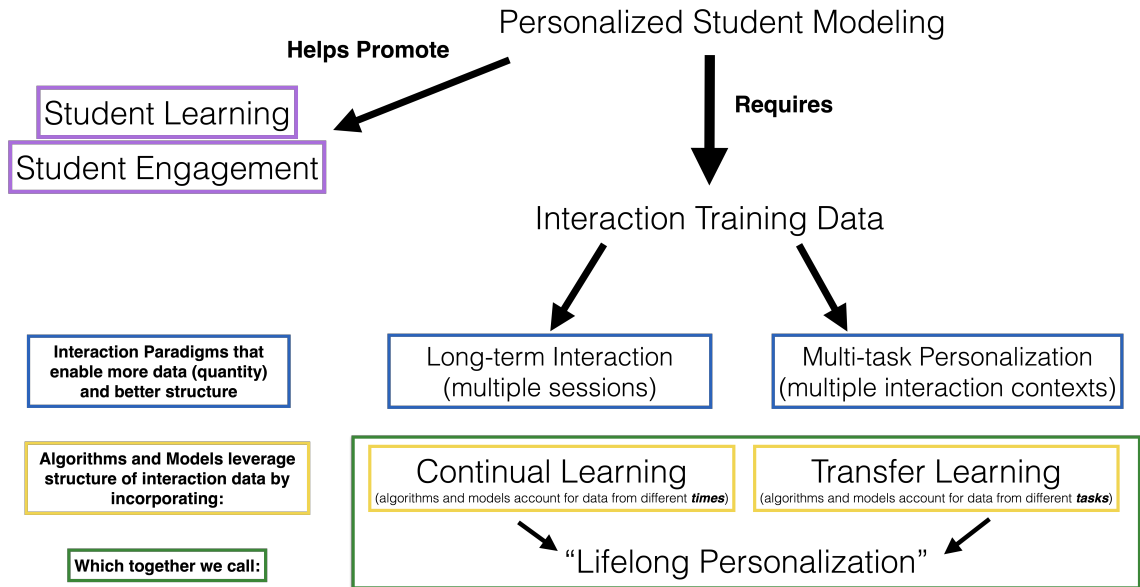 Personalized Student Modeling
Helps Promote
Requires
Student Learning
Student Engagement
Interaction Training Data
Interaction Paradigms that
enable more data (quantity)
and better structure
Long-term Interaction
(multiple sessions)
Multi-task Personalization
(multiple interaction contexts)
Algorithms and Models leverage
structure of interaction data by
incorporating:
Continual Learning
(algorithms and models account for data from different times)
Transfer Learning
(algorithms and models account for data from different tasks)
Which together we call:
“Lifelong Personalization”